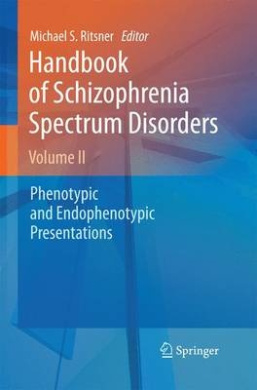 Michael S. Ritsner Editor
Handbook
of Schizophrenia
Spectrum Disorders
Volume II
Phenotypic
and Endophenotypic
Presentations
Springer